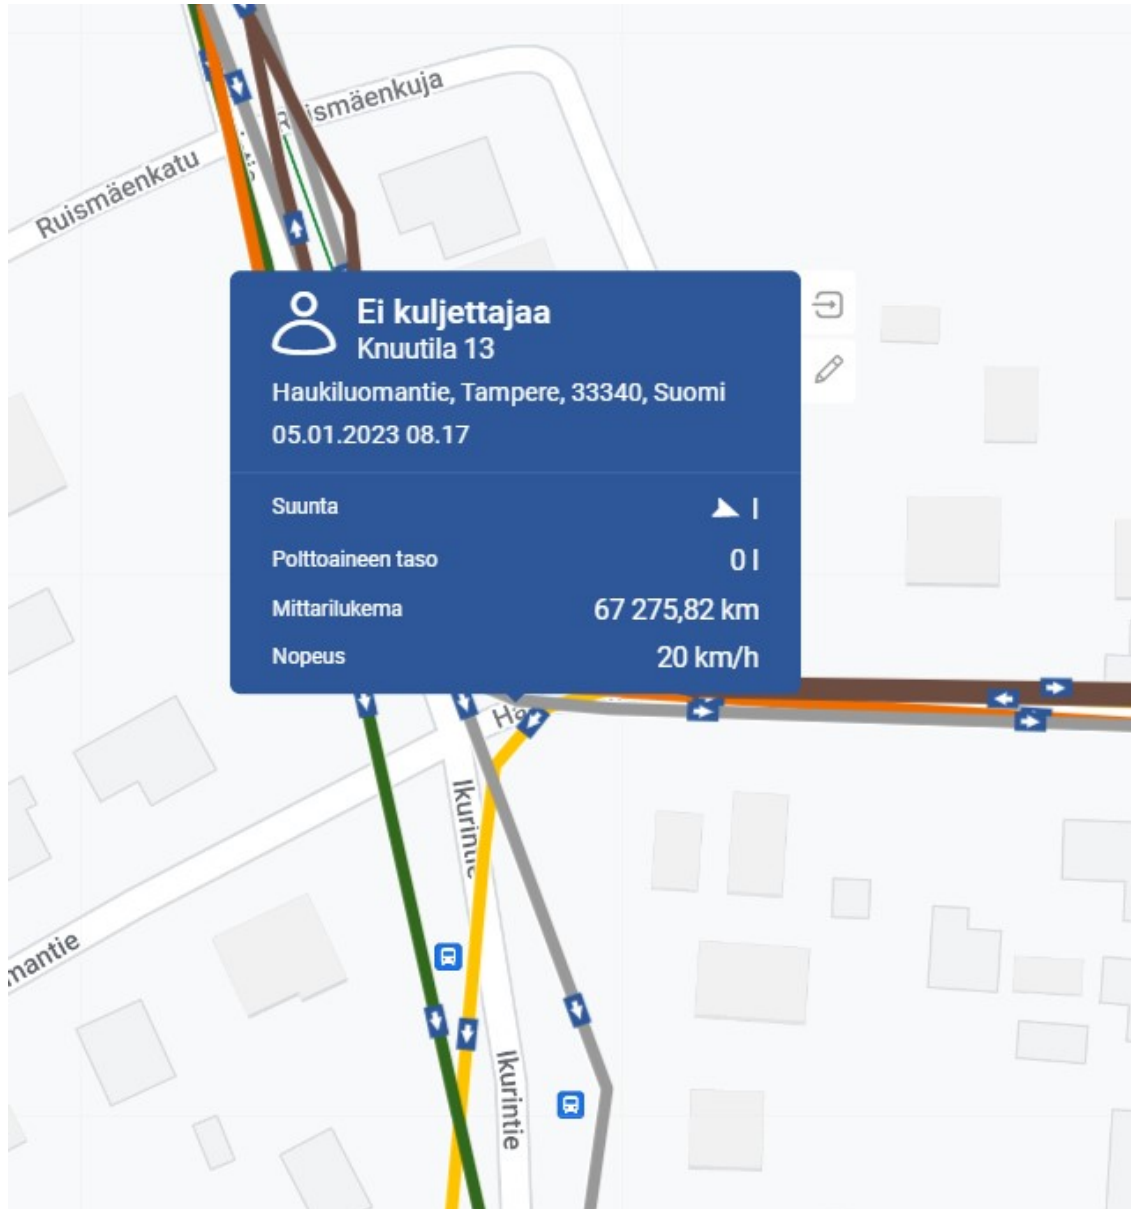 Ruismäenkuja
Ruismäenkatu
Ei kuljettajaa
Knuutila 13
Haukiluomantie, Tampere, 33340, Suomi
05.01.2023 08.17
Suunta I
Polttoaineen taso 0 l
Mittarilukema 67 275,82 km
Nopeus 20 km/h
Ha
Ikurintie
mantie
Ikurintie